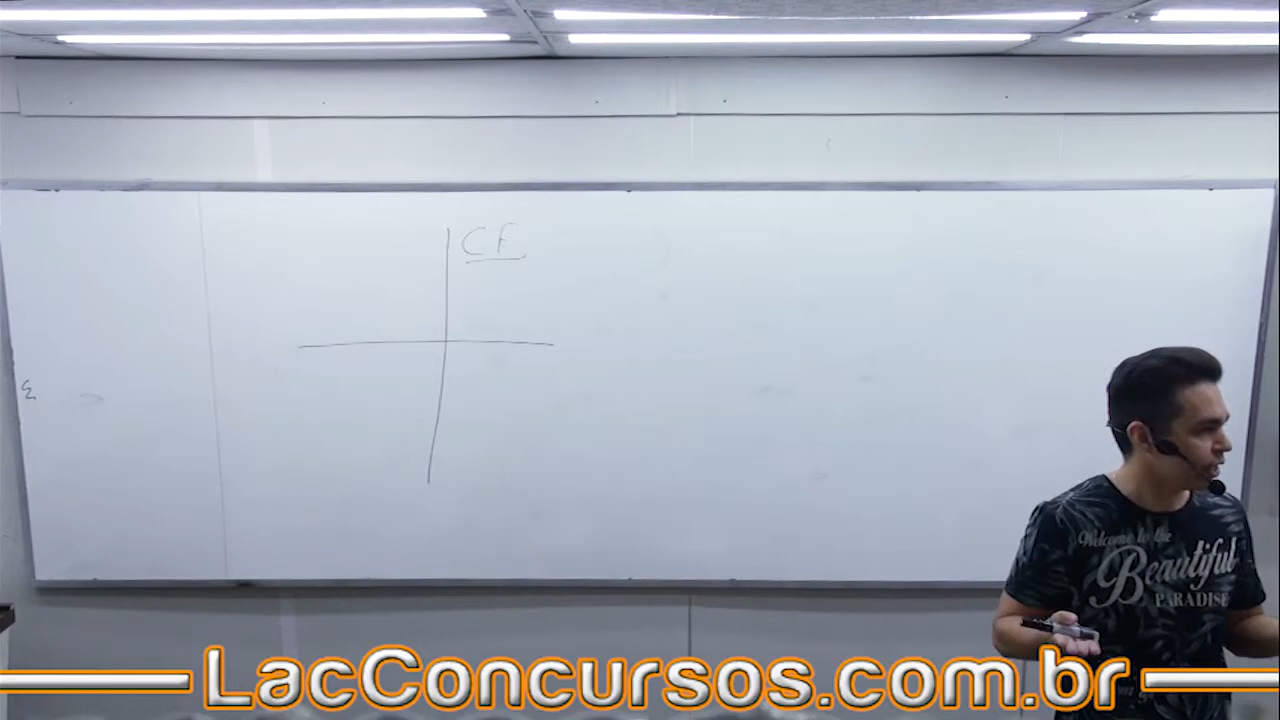 CF
Welcome to the
Beautiful
PARADISE
LacConcursos.com.br